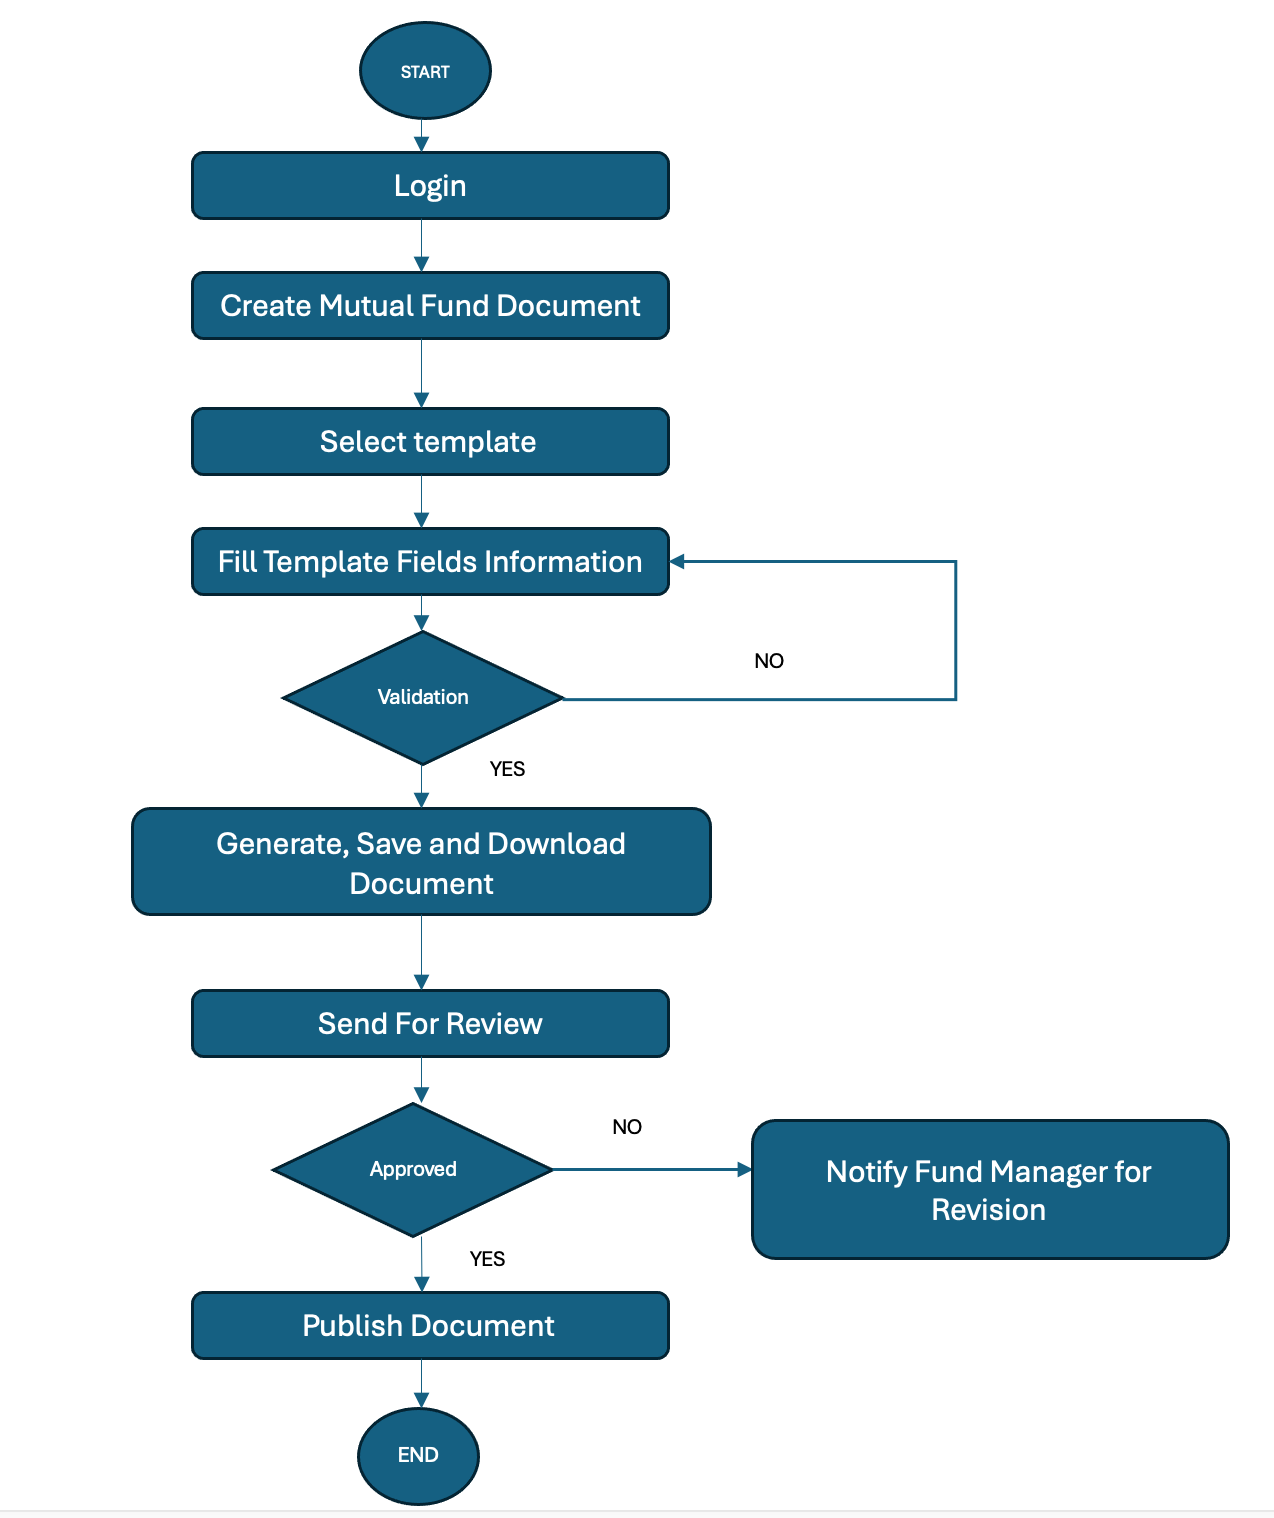 START
Login
Create Mutual Fund Document
Select template
Fill Template Fields Information
NO
Validation
YES
Generate, Save and Download
Document
Send For Review
NO
Approved
Notify Fund Manager for
Revision
YES
Publish Document
END